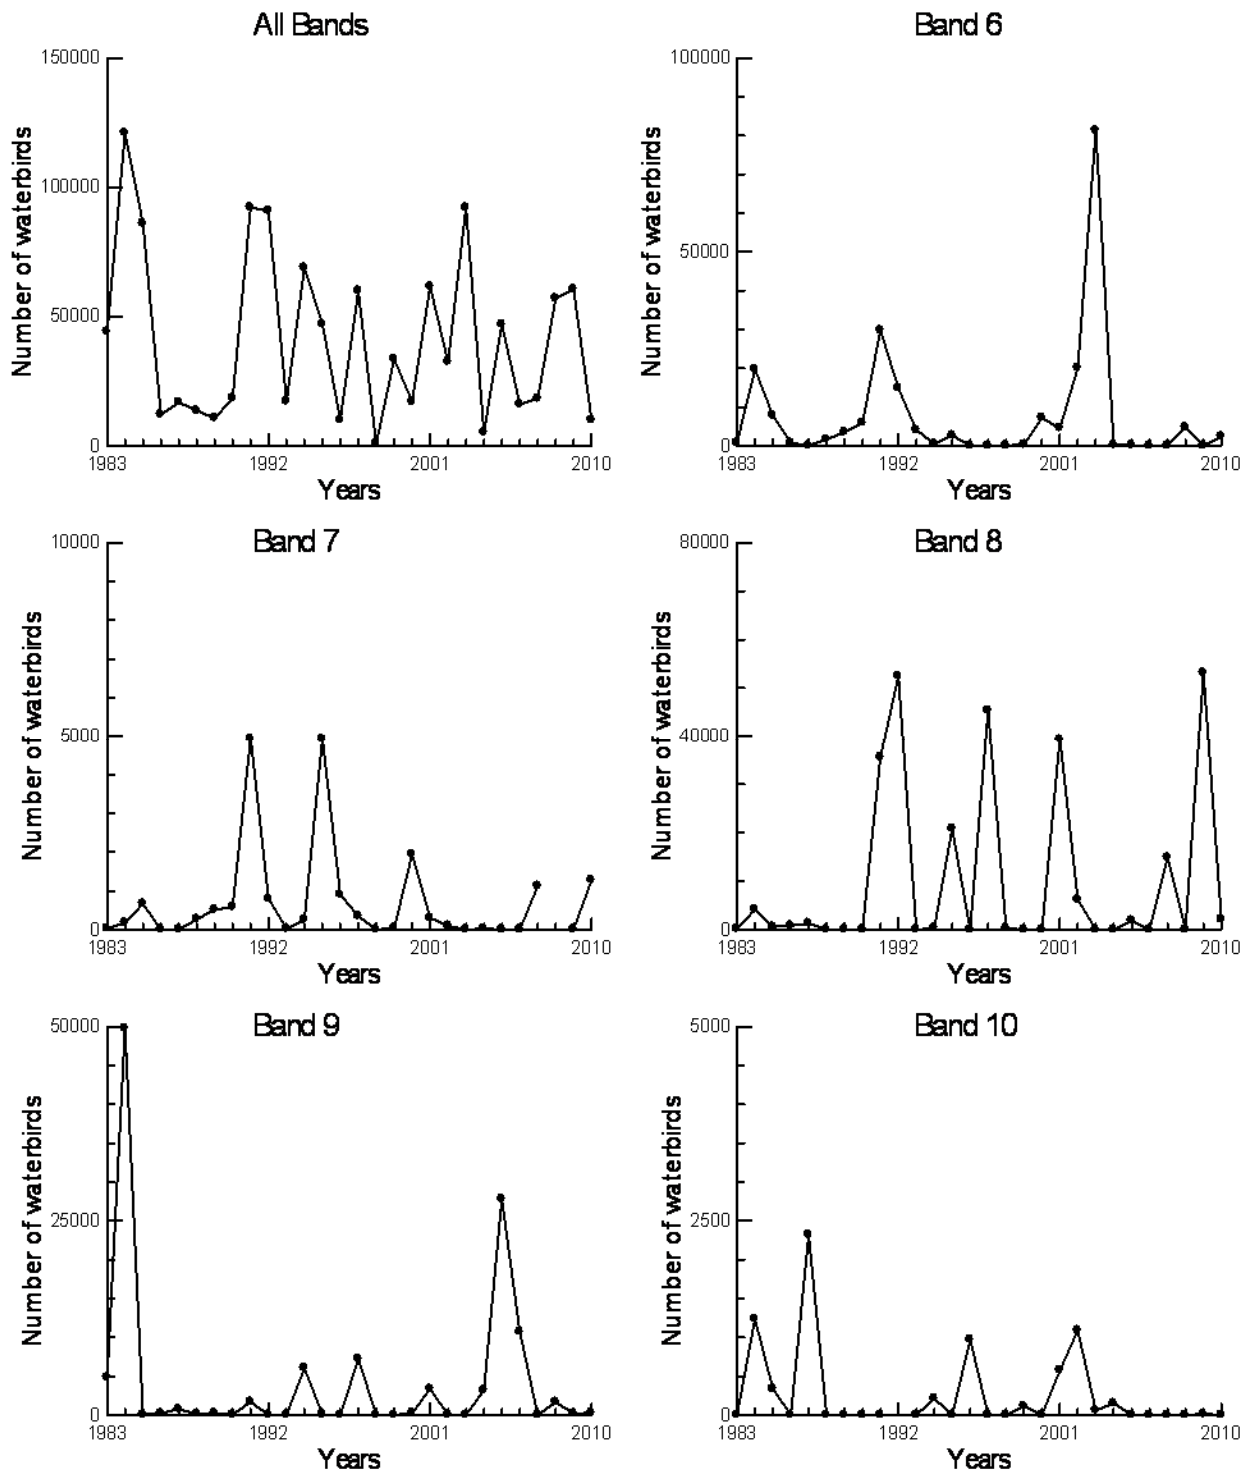 All Bands
150000
100000
50000
0
1983
1992
2001
2010
Number of waterbirds
Years
Band 6
100000
50000
0
1983
1992
2001
2010
Number of waterbirds
Years
Band 7
10000
5000
0
1983
1992
2001
2010
Number of waterbirds
Years
Band 8
80000
40000
0
1983
1992
2001
2010
Number of waterbirds
Years
Band 9
50000
25000
0
1983
1992
2001
2010
Number of waterbirds
Years
Band 10
5000
2500
0
1983
1992
2001
2010
Number of waterbirds
Years